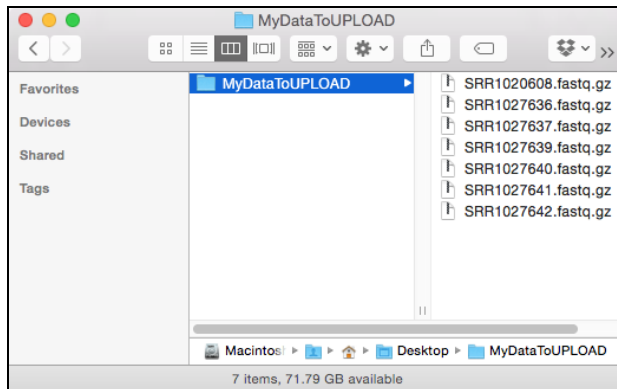 MyDataToUPLOAD
Favorites
Devices
Shared
Tags
MyDataToUPLOAD
SRR1020608.fastq.gz
SRR1027636.fastq.gz
SRR1027637.fastq.gz
SRR1027639.fastq.gz
SRR1027640.fastq.gz
SRR1027641.fastq.gz
SRR1027642.fastq.gz
Macintos Desktop MyDataToUPLOAD
7 items, 71.79 GB available